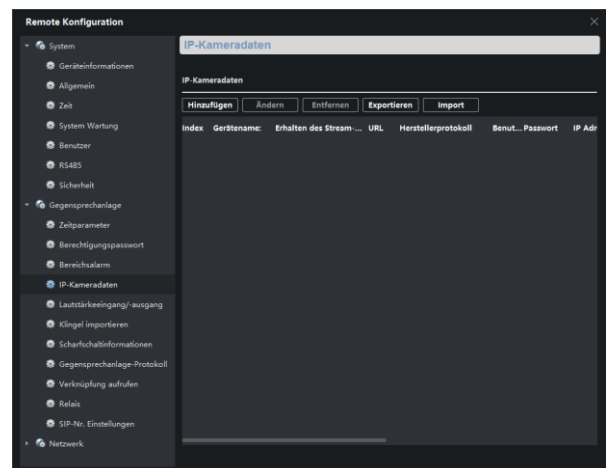 Remote Konfiguration
System
Geräteinformationen
Allgemein
Zeit
System Wartung
Benutzer
RS485
Sicherheit
Gegensprechanlage
Zeitparameter
Berechtigungspasswort
Bereichsalarm
IP-Kameradaten
Lautstärkeeingang/-ausgang
Klingel importieren
Scharfschaltinformationen
Gegensprechanlage-Protokoll
Verknüpfung aufrufen
Relais
SIP-Nr. Einstellungen
Netzwerk
IP-Kameradaten
IP-Kameradaten
Hinzufügen Ändern Entfernen Exportieren Import
Index Gerätename: Erhalten des Stream-... URL Herstellerprotokoll Benut... Passwort IP Adr